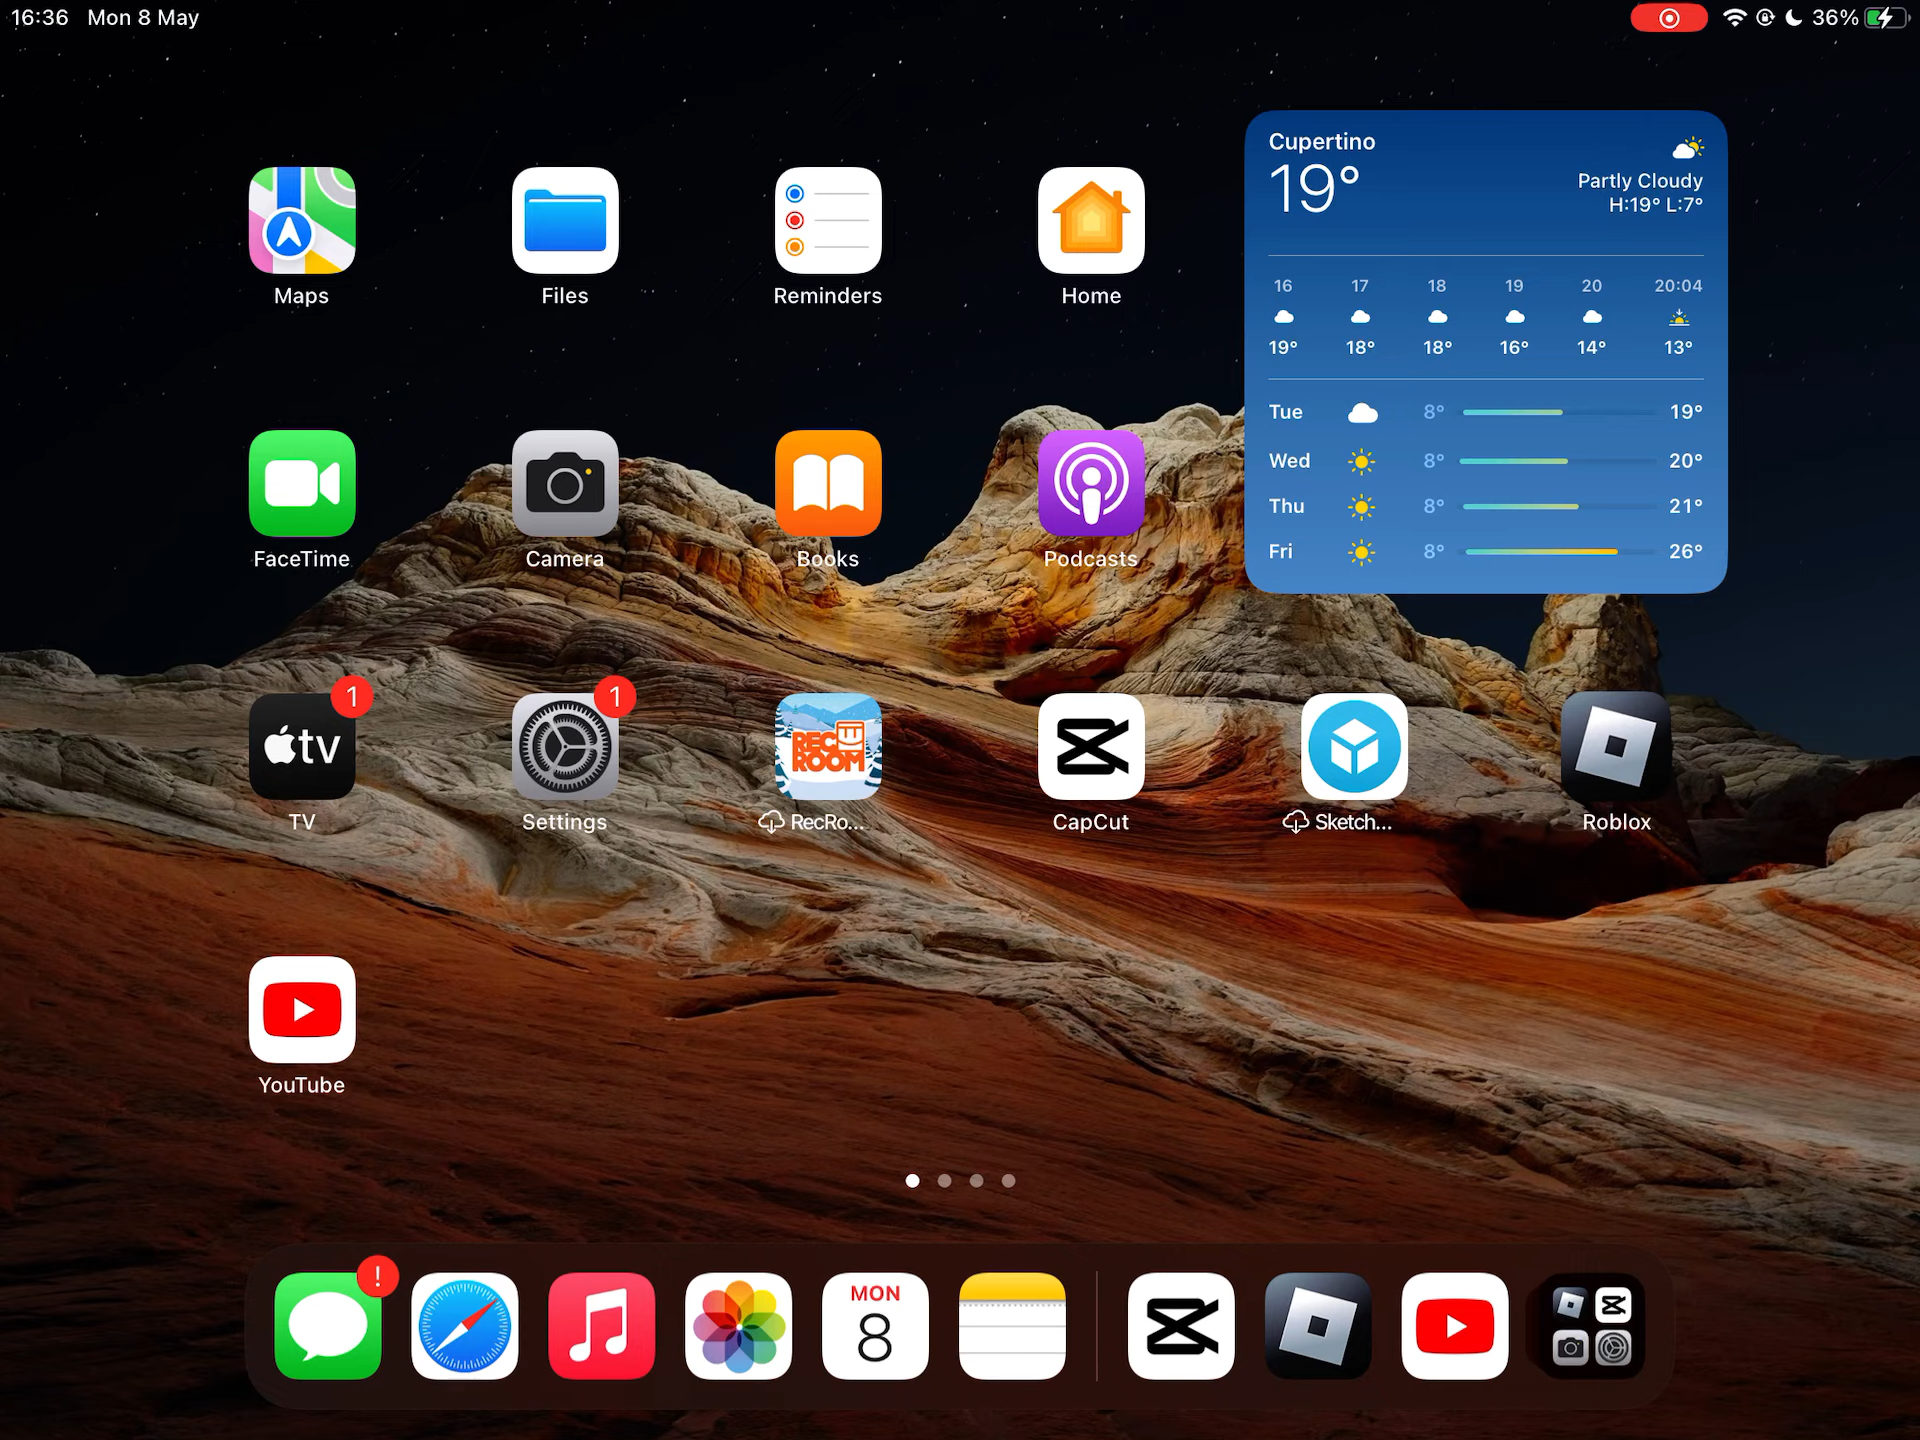 16:36 Mon 8 May
36%
Cupertino
19°
Partly Cloudy
H:19° L:7°
16 17 18 19 20 20:04
19° 18° 18° 16° 14° 13°
Tue 8° 19°
Wed 8° 20°
Thu 8° 21°
Fri 8° 26°
Maps Files Reminders Home
FaceTime Camera Books Podcasts
1 1
tv
REC ROOM
TV Settings RecRo... CapCut Sketch... Roblox
YouTube
!
MON
8